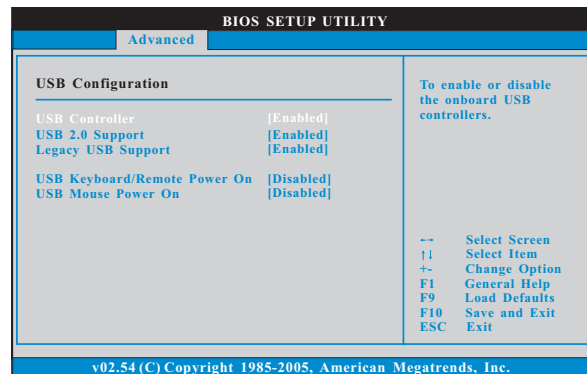 BIOS SETUP UTILITY
Advanced
USB Configuration
USB Controller [Enabled]
USB 2.0 Support [Enabled]
Legacy USB Support [Enabled]
USB Keyboard/Remote Power On [Disabled]
USB Mouse Power On [Disabled]
To enable or disable
the onboard USB
controllers.
←→ Select Screen
↑↓ Select Item
+- Change Option
F1 General Help
F9 Load Defaults
F10 Save and Exit
ESC Exit
v02.54 (C) Copyright 1985-2005, American Megatrends, Inc.